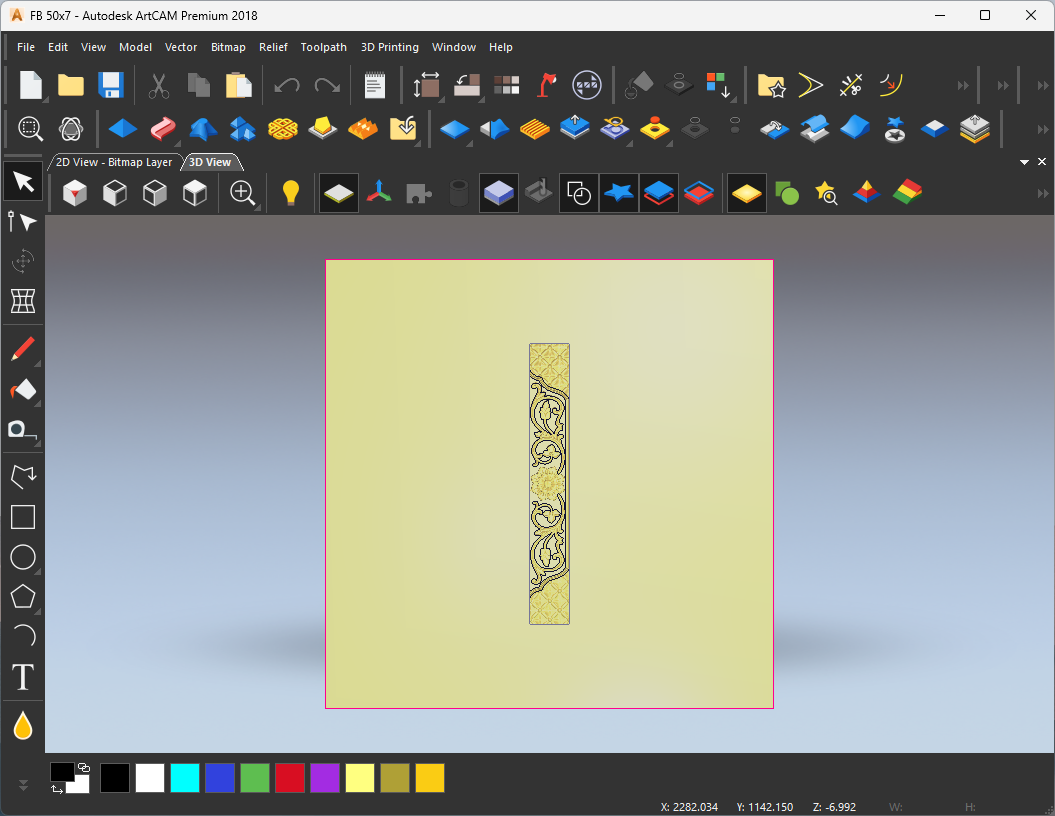 FB 50x7 - Autodesk ArtCAM Premium 2018
File Edit View Model Vector Bitmap Relief Toolpath 3D Printing Window Help
2D View - Bitmap Layer 3D View
T
X: 2282.034 Y: 1142.150 Z: -6.992 W: H: